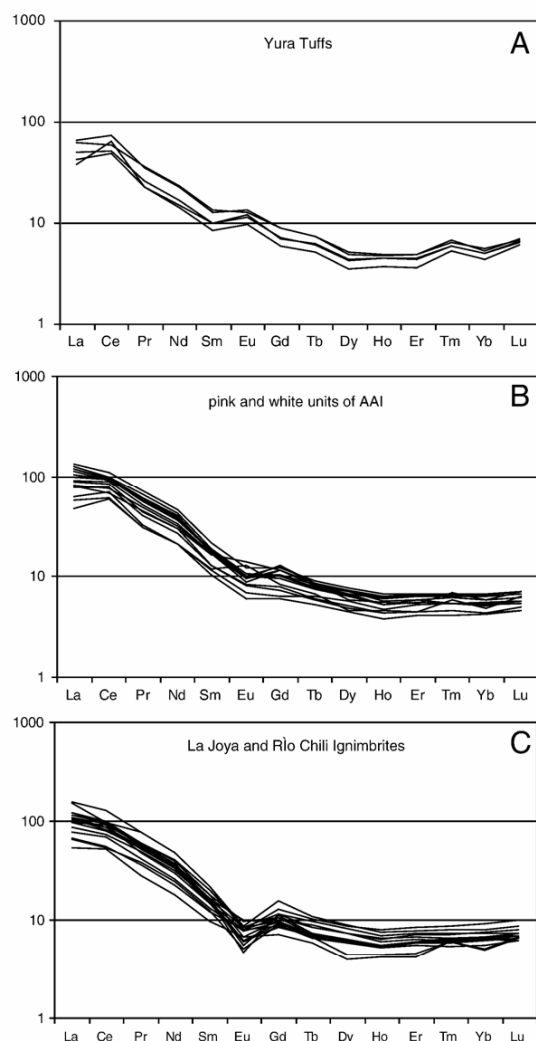 1000
Yura Tuffs
A
100
10
1
La Ce Pr Nd Sm Eu Gd Tb Dy Ho Er Tm Yb Lu
1000
pink and white units of AAI
B
100
10
1
La Ce Pr Nd Sm Eu Gd Tb Dy Ho Er Tm Yb Lu
1000
La Joya and RÌo Chili Ignimbrites
C
100
10
1
La Ce Pr Nd Sm Eu Gd Tb Dy Ho Er Tm Yb Lu